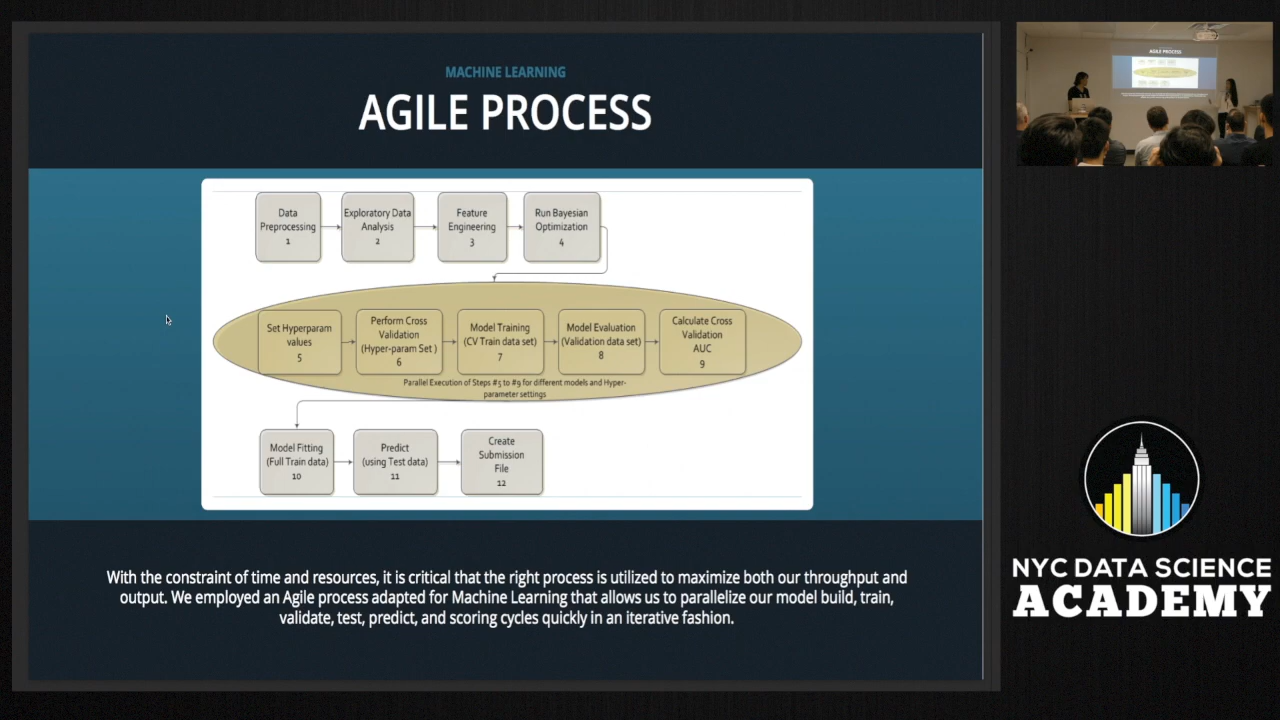 MACHINE LEARNING
AGILE PROCESS
Data
Preprocessing
1
Exploratory Data
Analysis
2
Feature
Engineering
3
Run Bayesian
Optimization
4
Set Hyperparam
values
5
Perform Cross
Validation
(Hyper-param Set )
6
Model Training
(CV Train data set)
7
Model Evaluation
(Validation data set)
8
Calculate Cross
Validation
AUC
9
Parallel Execution of Steps #5 to #9 for different models and Hyper-
parameter settings
Model Fitting
(Full Train data)
10
Predict
(using Test data)
11
Create
Submission
File
12
With the constraint of time and resources, it is critical that the right process is utilized to maximize both our throughput and
output. We employed an Agile process adapted for Machine Learning that allows us to parallelize our model build, train,
validate, test, predict, and scoring cycles quickly in an iterative fashion.
AGILE PROCESS
NYC DATA SCIENCE
ACADEMY